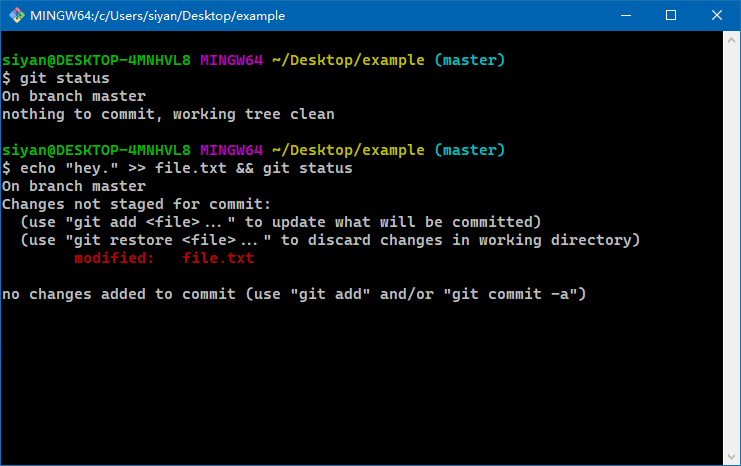 MINGW64:/c/Users/siyan/Desktop/example
siyan@DESKTOP-4MNHVL8 MINGW64 ~/Desktop/example (master)
$ git status
On branch master
nothing to commit, working tree clean
siyan@DESKTOP-4MNHVL8 MINGW64 ~/Desktop/example (master)
$ echo "hey." >> file.txt && git status
On branch master
Changes not staged for commit:
  (use "git add <file>..." to update what will be committed)
  (use "git restore <file>..." to discard changes in working directory)
        modified:   file.txt
no changes added to commit (use "git add" and/or "git commit -a")